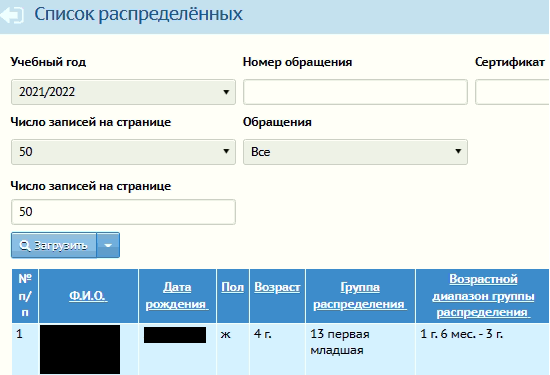 Список распределённых
Учебный год
Номер обращения
Сертификат
2021/2022
Число записей на странице
Обращения
50
Все
Число записей на странице
50
Загрузить
№ п/п
Ф.И.О.
Дата рождения
Пол
Возраст
Группа распределения
Возрастной диапазон группы распределения
1
ж
4 г.
13 первая младшая
1 г. 6 мес. - 3 г.